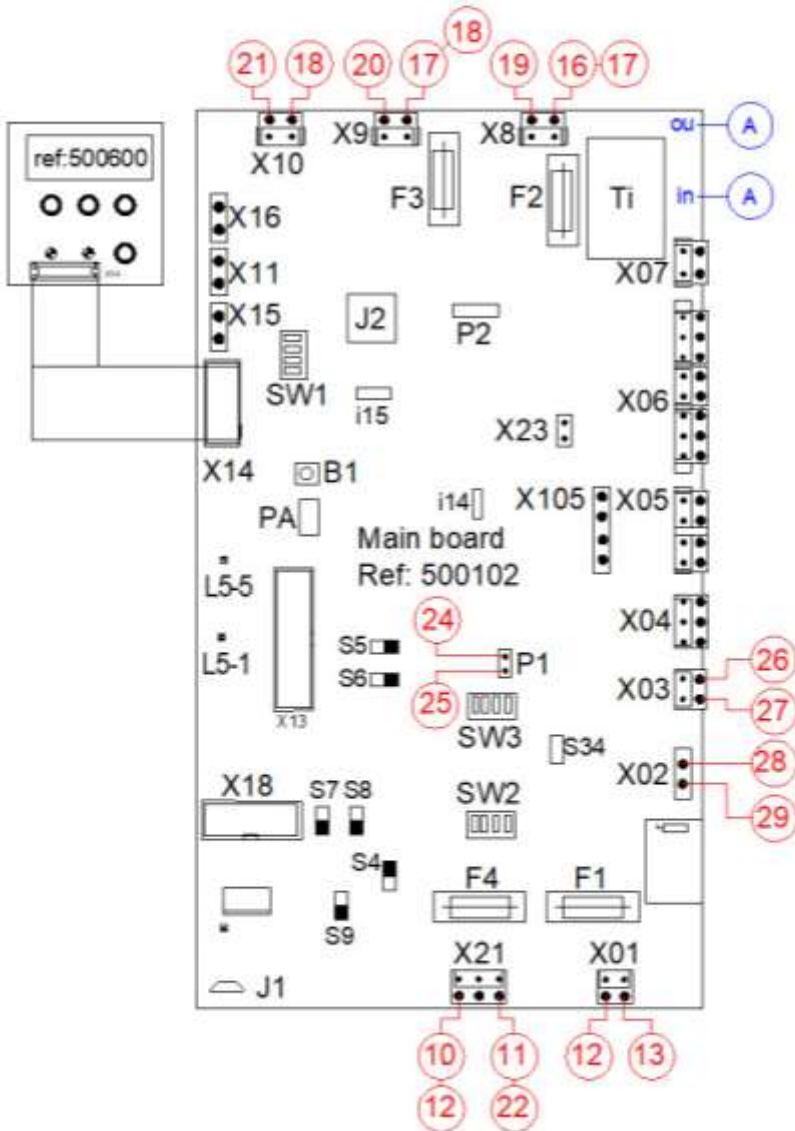 18
21
18
20
17
19
16
17
X10
X9
X8
ou
A
ref:500600
F3
F2
Ti
in
A
X16
X11
X07
X15
J2
P2
SW1
i15
X06
X23
X14
B1
PA
i14
X105
X05
Main board
Ref: 500102
L5-5
24
X04
S5
L5-1
S6
P1
26
25
X03
27
X13
SW3
S34
X02
28
X18
S7
S8
SW2
29
S4
F4
F1
S9
X21
X01
J1
10
11
12
13
12
22